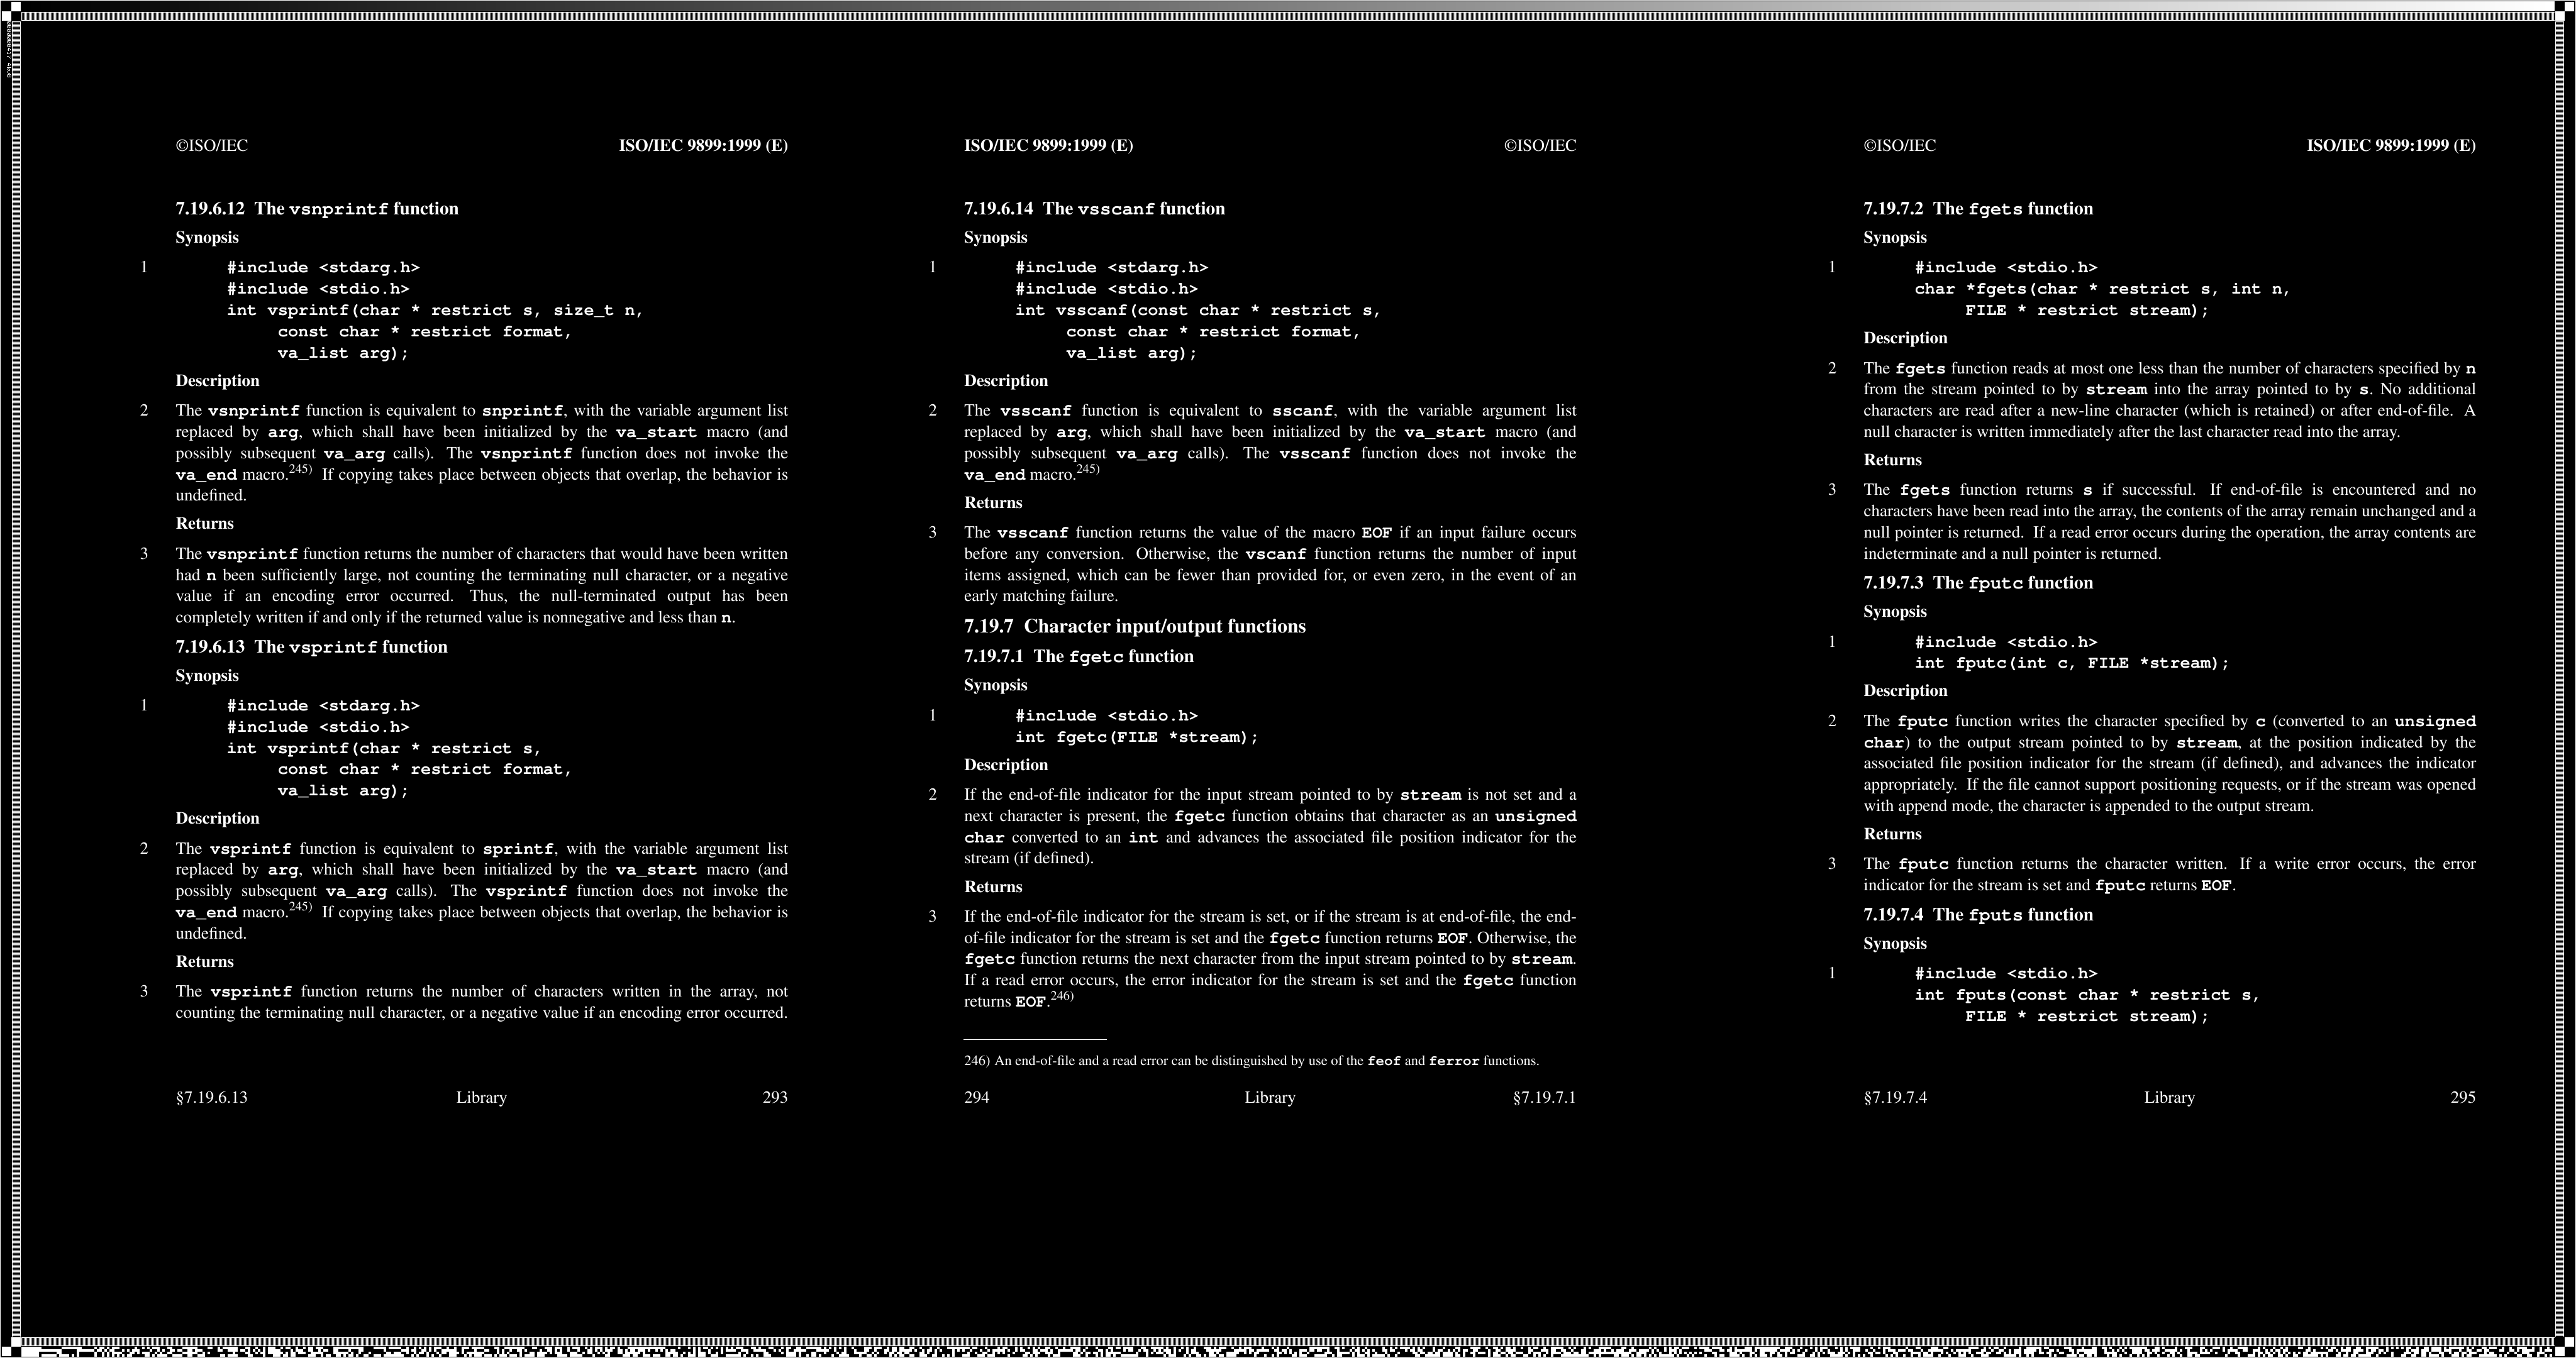 ©ISO/IEC ISO/IEC 9899:1999 (E)
7.19.6.12 The vsnprintf function
Synopsis
1 #include <stdarg.h>
#include <stdio.h>
int vsprintf(char * restrict s, size_t n,
const char * restrict format,
va_list arg);
Description
2 The vsnprintf function is equivalent to snprintf, with the variable argument list
replaced by arg, which shall have been initialized by the va_start macro (and
possibly subsequent va_arg calls). The vsnprintf function does not invoke the
va_end macro.245) If copying takes place between objects that overlap, the behavior is
undefined.
Returns
3 The vsnprintf function returns the number of characters that would have been written
had n been sufficiently large, not counting the terminating null character, or a negative
value if an encoding error occurred. Thus, the null-terminated output has been
completely written if and only if the returned value is nonnegative and less than n.
7.19.6.13 The vsprintf function
Synopsis
1 #include <stdarg.h>
#include <stdio.h>
int vsprintf(char * restrict s,
const char * restrict format,
va_list arg);
Description
2 The vsprintf function is equivalent to sprintf, with the variable argument list
replaced by arg, which shall have been initialized by the va_start macro (and
possibly subsequent va_arg calls). The vsprintf function does not invoke the
va_end macro.245) If copying takes place between objects that overlap, the behavior is
undefined.
Returns
3 The vsprintf function returns the number of characters written in the array, not
counting the terminating null character, or a negative value if an encoding error occurred.
§7.19.6.13 Library 293
ISO/IEC 9899:1999 (E) ©ISO/IEC
7.19.6.14 The vsscanf function
Synopsis
1 #include <stdarg.h>
#include <stdio.h>
int vsscanf(const char * restrict s,
const char * restrict format,
va_list arg);
Description
2 The vsscanf function is equivalent to sscanf, with the variable argument list
replaced by arg, which shall have been initialized by the va_start macro (and
possibly subsequent va_arg calls). The vsscanf function does not invoke the
va_end macro.245)
Returns
3 The vsscanf function returns the value of the macro EOF if an input failure occurs
before any conversion. Otherwise, the vscanf function returns the number of input
items assigned, which can be fewer than provided for, or even zero, in the event of an
early matching failure.
7.19.7 Character input/output functions
7.19.7.1 The fgetc function
Synopsis
1 #include <stdio.h>
int fgetc(FILE *stream);
Description
2 If the end-of-file indicator for the input stream pointed to by stream is not set and a
next character is present, the fgetc function obtains that character as an unsigned
char converted to an int and advances the associated file position indicator for the
stream (if defined).
Returns
3 If the end-of-file indicator for the stream is set, or if the stream is at end-of-file, the end-
of-file indicator for the stream is set and the fgetc function returns EOF. Otherwise, the
fgetc function returns the next character from the input stream pointed to by stream.
If a read error occurs, the error indicator for the stream is set and the fgetc function
returns EOF.246)
246) An end-of-file and a read error can be distinguished by use of the feof and ferror functions.
294 Library §7.19.7.1
©ISO/IEC ISO/IEC 9899:1999 (E)
7.19.7.2 The fgets function
Synopsis
1 #include <stdio.h>
char *fgets(char * restrict s, int n,
FILE * restrict stream);
Description
2 The fgets function reads at most one less than the number of characters specified by n
from the stream pointed to by stream into the array pointed to by s. No additional
characters are read after a new-line character (which is retained) or after end-of-file. A
null character is written immediately after the last character read into the array.
Returns
3 The fgets function returns s if successful. If end-of-file is encountered and no
characters have been read into the array, the contents of the array remain unchanged and a
null pointer is returned. If a read error occurs during the operation, the array contents are
indeterminate and a null pointer is returned.
7.19.7.3 The fputc function
Synopsis
1 #include <stdio.h>
int fputc(int c, FILE *stream);
Description
2 The fputc function writes the character specified by c (converted to an unsigned
char) to the output stream pointed to by stream, at the position indicated by the
associated file position indicator for the stream (if defined), and advances the indicator
appropriately. If the file cannot support positioning requests, or if the stream was opened
with append mode, the character is appended to the output stream.
Returns
3 The fputc function returns the character written. If a write error occurs, the error
indicator for the stream is set and fputc returns EOF.
7.19.7.4 The fputs function
Synopsis
1 #include <stdio.h>
int fputs(const char * restrict s,
FILE * restrict stream);
§7.19.7.4 Library 295